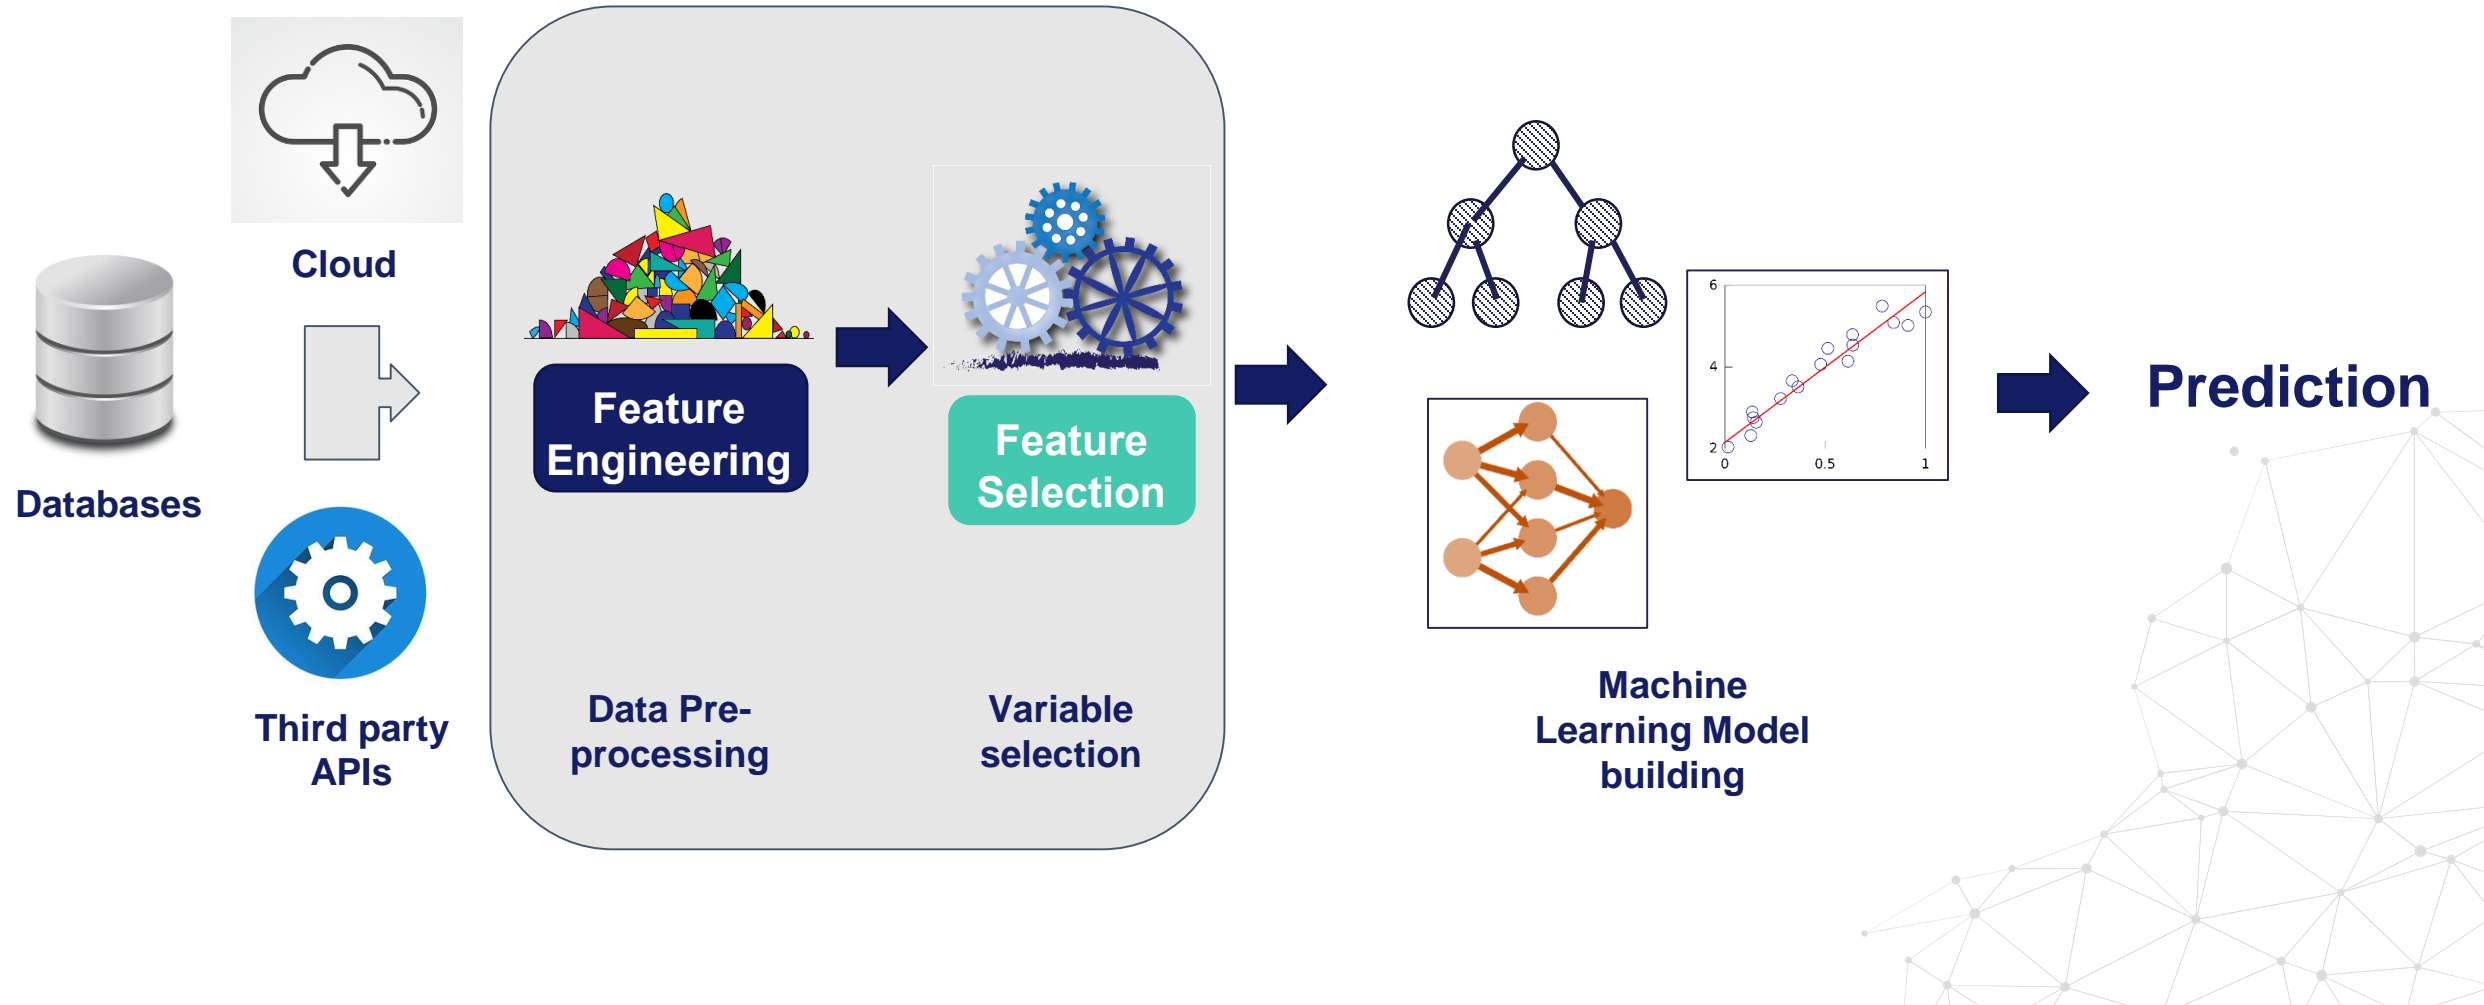 Cloud
Databases
Third party
APIs
Feature
Engineering
Feature
Selection
Data Pre-
processing
Variable
selection
6
4
2
0
0.5
1
Machine
Learning Model
building
Prediction